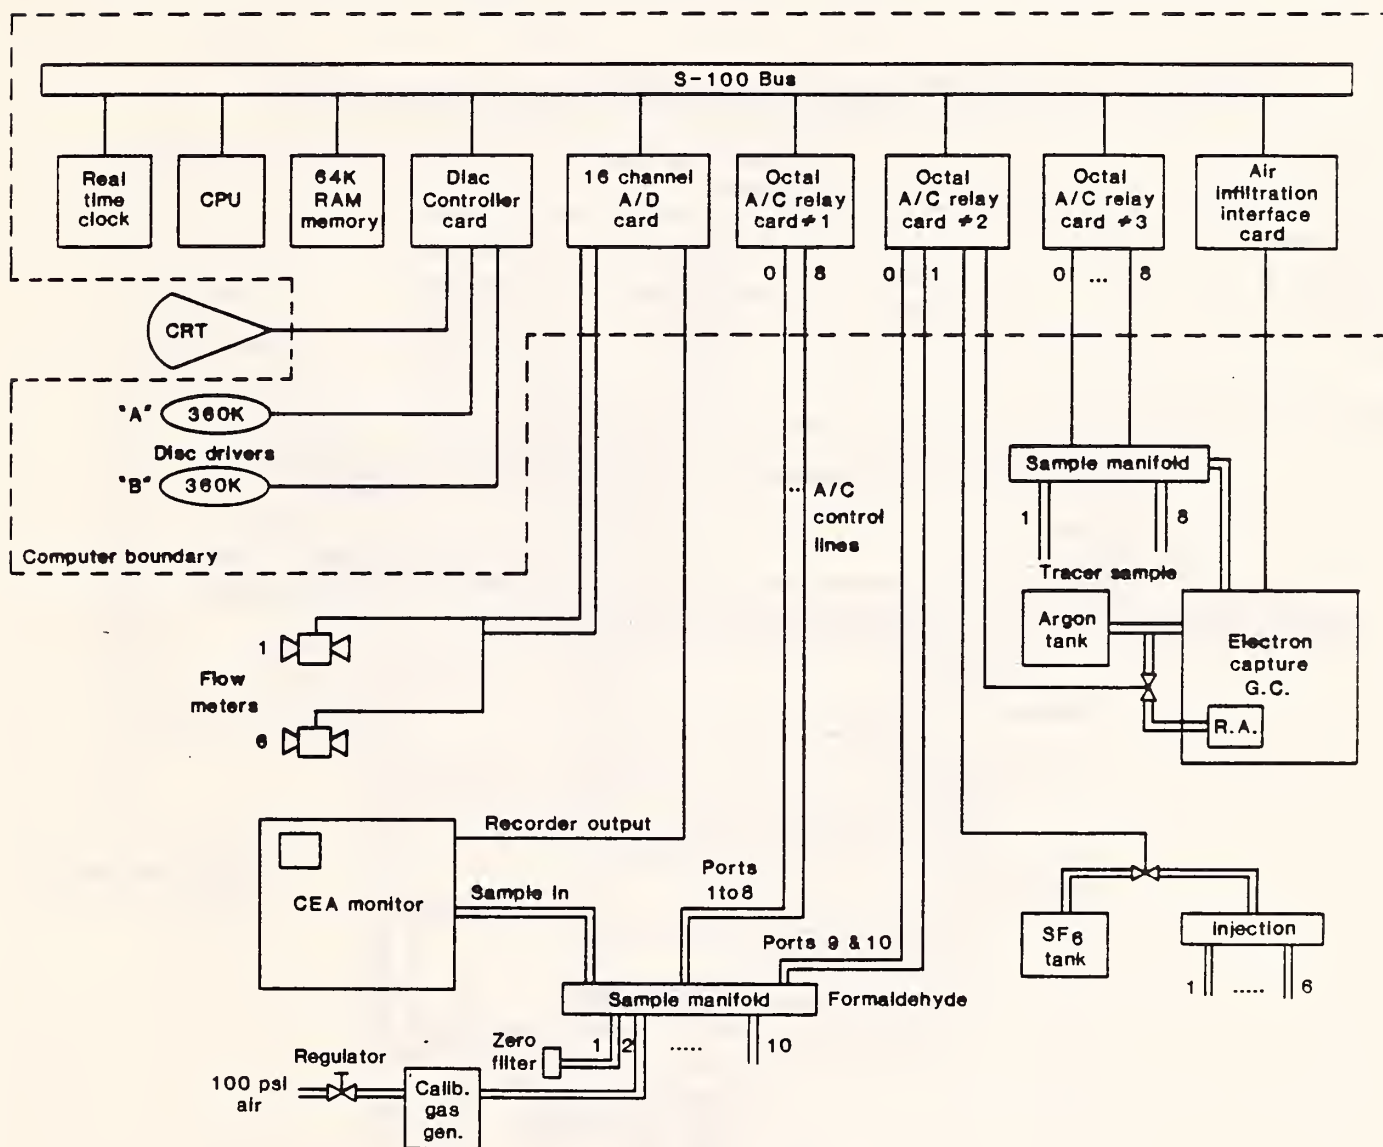 S-100 Bus
Real
time
clock
CPU
64K
RAM
memory
Disc
Controller
card
16 channel
A/D
card
Octal
A/C relay
card≠1
Octal
A/C relay
card ≠2
Octal
A/C relay
card ≠3
Air
infiltration
interface
card
0 8
0 1
0 ... 8
CRT
"A" 360K
Disc drivers
"B" 360K
Computer boundary
... A/C
control
lines
Sample manifold
1 8
Tracer sample
Argon
tank
Electron
capture
G.C.
R.A.
1
Flow
meters
6
Recorder output
CEA monitor
Sample in
Ports
1to8
Ports 9 & 10
SF6
tank
Injection
1 ..... 6
Sample manifold
Formaldehyde
Zero
filter
1 2 ..... 10
Regulator
100 psi
air
Calib.
gas
gen.